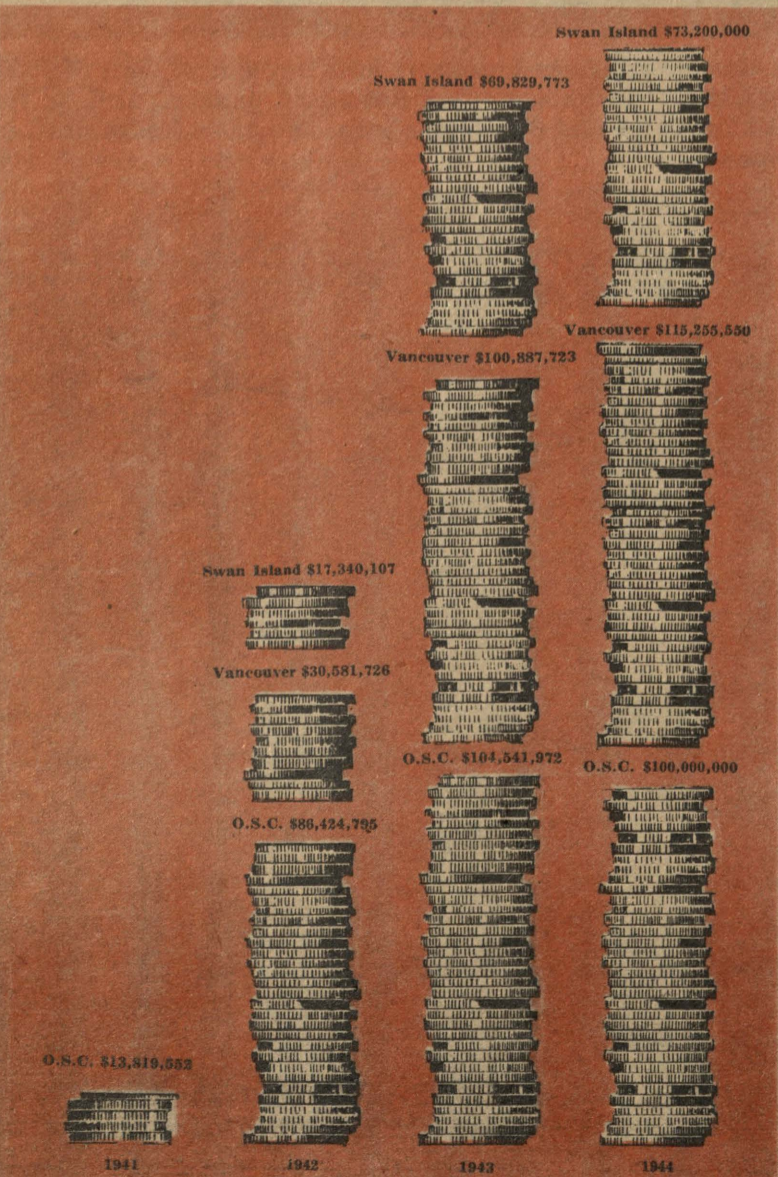 Swan Island $73,200,000
Swan Island $69,829,773
Vancouver $115,255,550
Vancouver $100,887,723
Swan Island $17,340,107
Vancouver $30,581,726
O.S.C. $104,541,972
O.S.C. $100,000,000
O.S.C. $86,424,795
O.S.C. $13,819,552
1941
1942
1943
1944